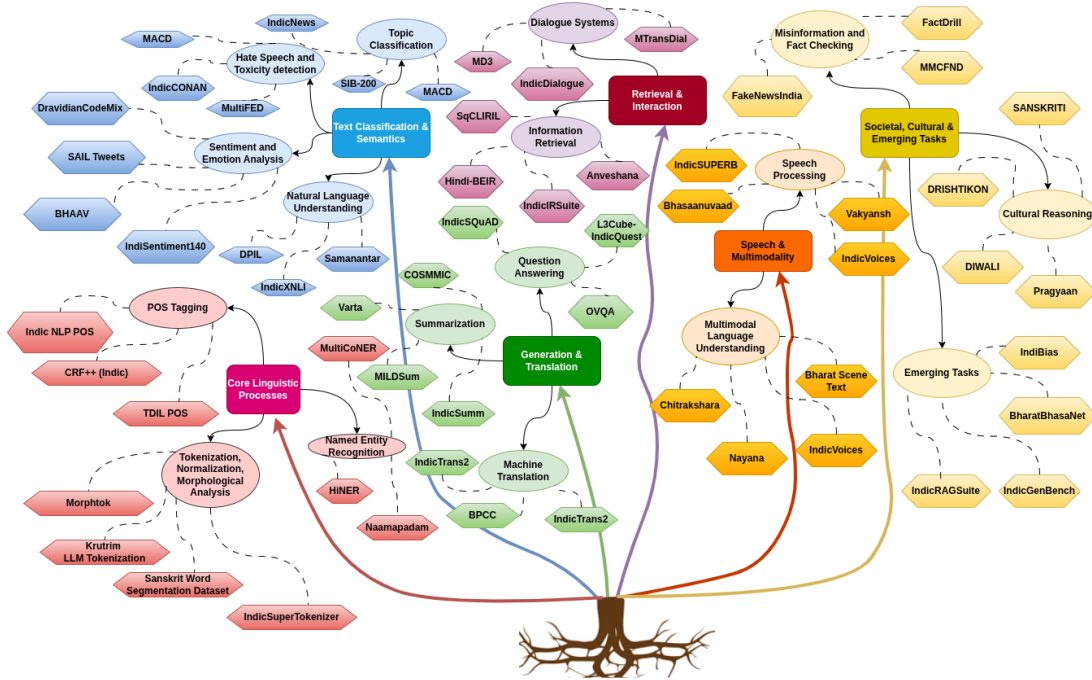 IndicNews
MACD
Topic
Classification
Hate Speech and
Toxicity detection
IndicCONAN
SIB-200
MACD
MultiFED
DravidianCodeMix
Text Classification &
Semantics
Sentiment and
Emotion Analysis
SAIL Tweets
BHAAV
Natural Language
Understanding
IndiSentiment140
DPIL
Samanantar
IndicXNLI
Dialogue Systems
MTransDial
MD3
IndicDialogue
Retrieval &
Interaction
SqCLIRIL
Information
Retrieval
Hindi-BEIR
Anveshana
IndicIRSuite
IndicSQuAD
L3Cube-
IndicQuest
Question
Answering
COSMMIC
OVQA
Varta
Summarization
MILDSum
IndicSumm
Generation &
Translation
IndicTrans2
Machine
Translation
BPCC
IndicTrans2
POS Tagging
Indic NLP POS
CRF++ (Indic)
TDIL POS
Core Linguistic
Processes
MultiCoNER
Named Entity
Recognition
HiNER
Naamapadam
Tokenization,
Normalization,
Morphological
Analysis
Morphtok
Krutrim
LLM Tokenization
Sanskrit Word
Segmentation Dataset
IndicSuperTokenizer
IndicSUPERB
Speech
Processing
Bhasaanuvaad
Vakyansh
IndicVoices
Speech &
Multimodality
Multimodal
Language
Understanding
Bharat Scene
Text
Chitrakshara
Nayana
IndicVoices
Misinformation and
Fact Checking
FactDrill
MMCFND
FakeNewsIndia
Societal, Cultural &
Emerging Tasks
SANSKRITI
DRISHTIKON
Cultural Reasoning
DIWALI
Pragyaan
Emerging Tasks
IndiBias
BharatBhasaNet
IndicRAGSuite
IndicGenBench